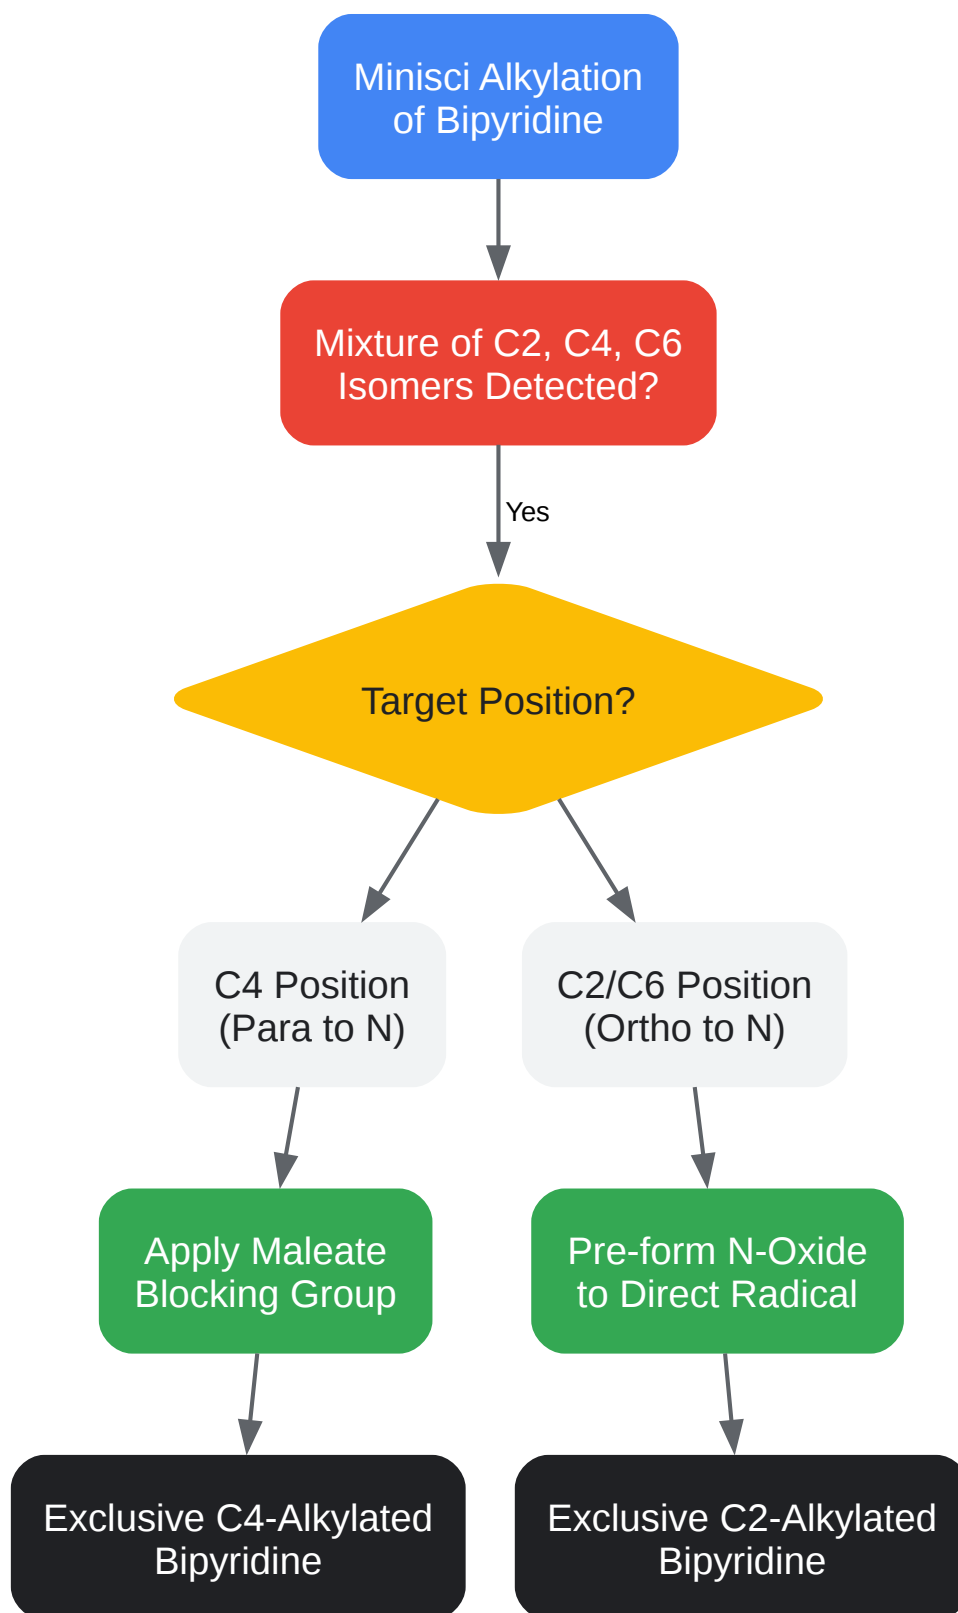 Minisci Alkylation
of Bipyridine
Mixture of C2, C4, C6
Isomers Detected?
Yes
Target Position?
C4 Position
(Para to N)
C2/C6 Position
(Ortho to N)
Apply Maleate
Blocking Group
Pre-form N-Oxide
to Direct Radical
Exclusive C4-Alkylated
Bipyridine
Exclusive C2-Alkylated
Bipyridine